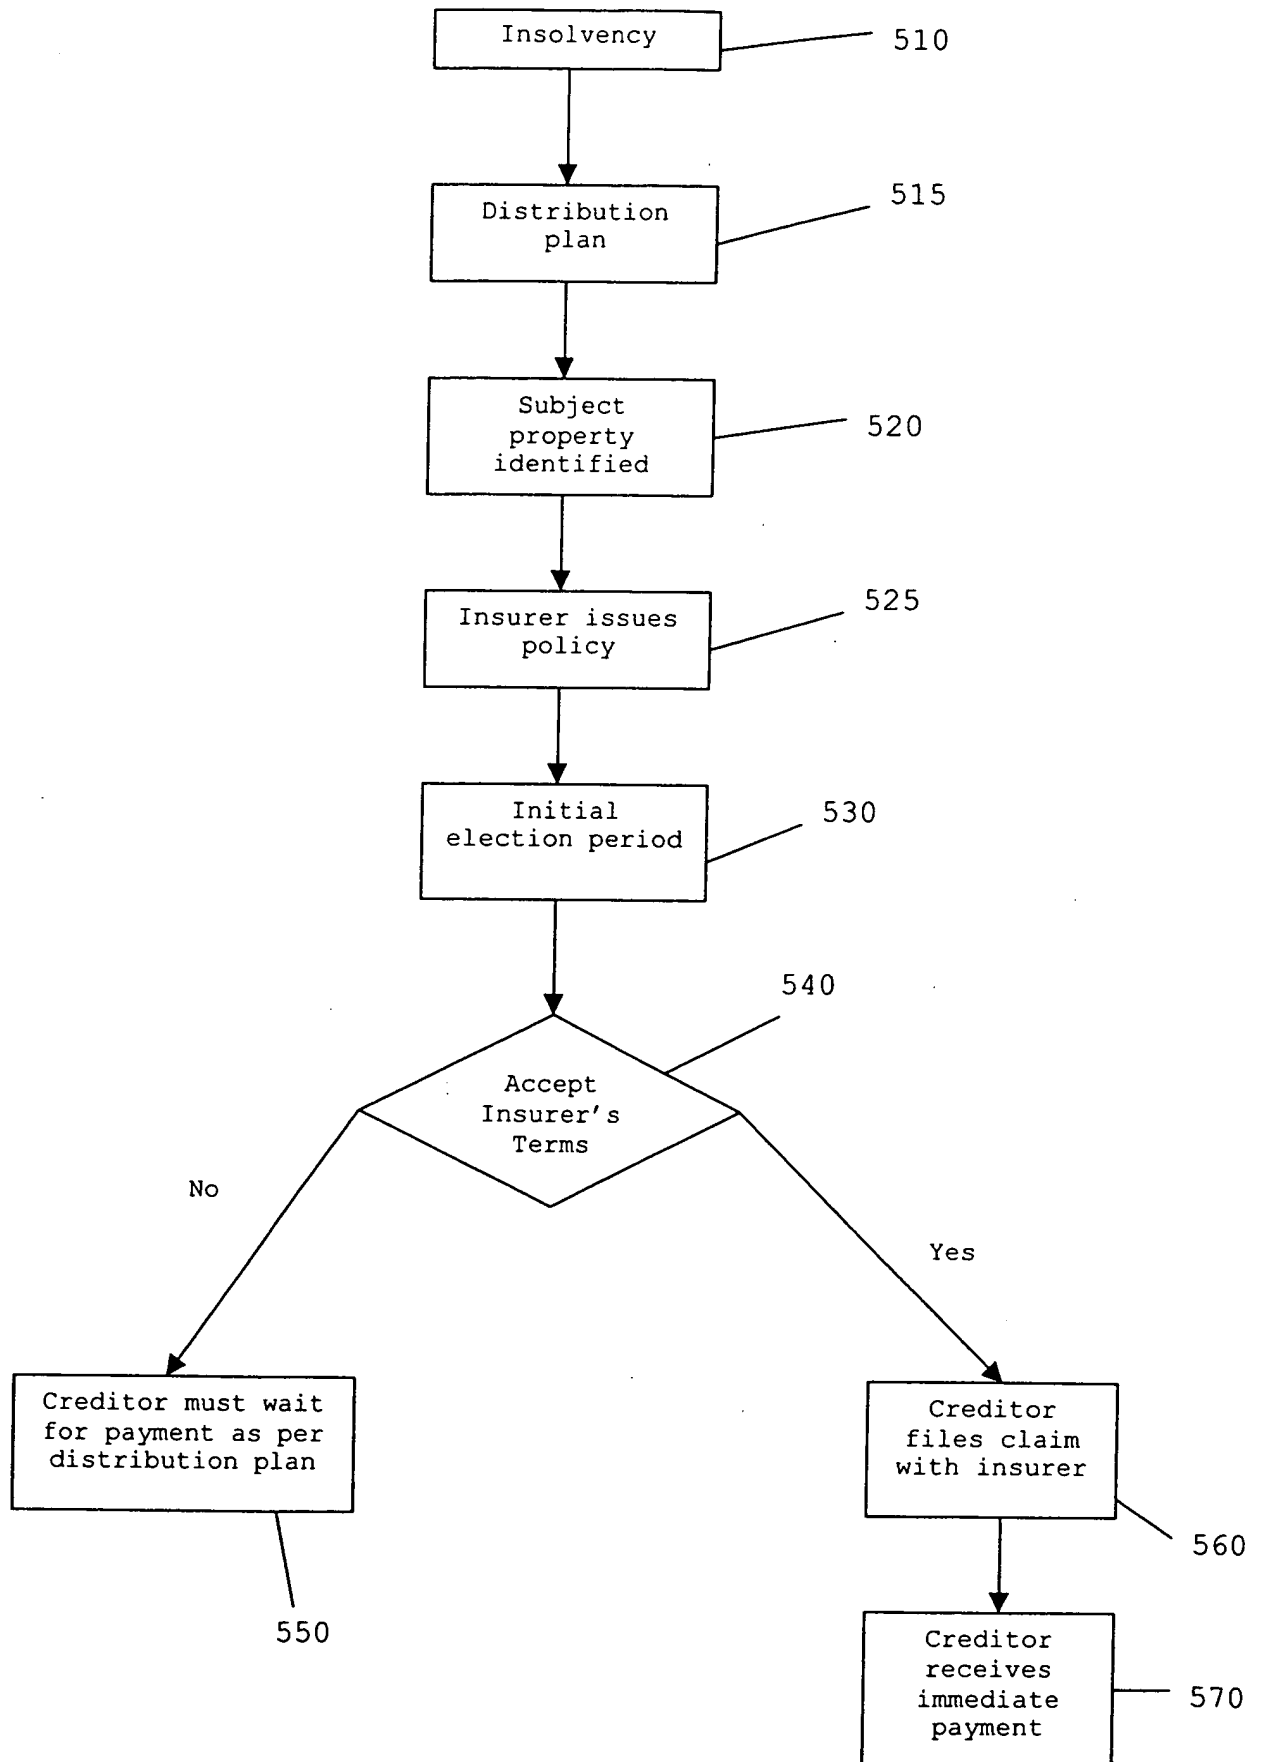 Insolvency
510
Distribution
plan
515
Subject
property
identified
520
Insurer issues
policy
525
Initial
election period
530
540
Accept
Insurer's
Terms
No
Yes
Creditor must wait
for payment as per
distribution plan
550
Creditor
files claim
with insurer
560
Creditor
receives
immediate
payment
570